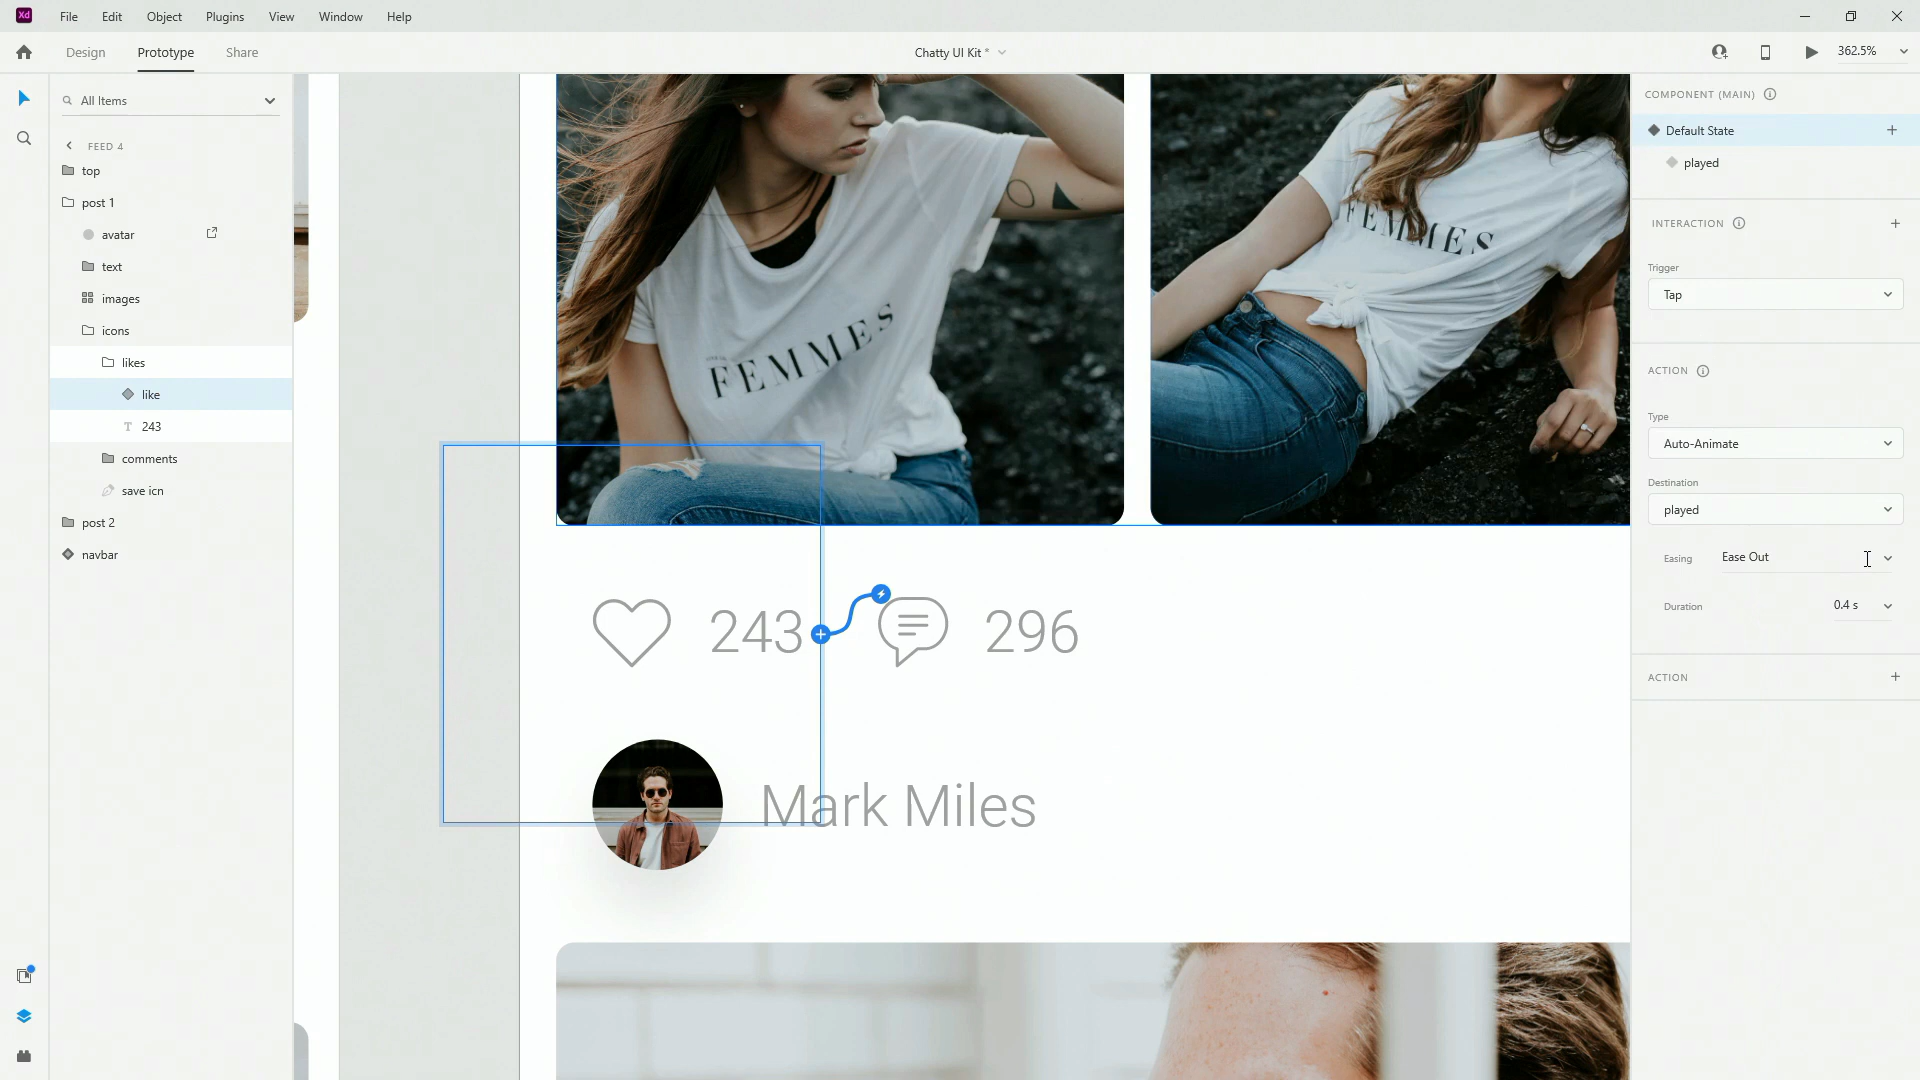 Xd File Edit Object Plugins View Window Help
Design Prototype Share Chatty UI Kit * 362.5%
All Items
FEED 4
top
post 1
avatar
text
images
icons
likes
like
T 243
comments
save icn
post 2
navbar
FEMMES
FEMMES
243 296
Mark Miles
COMPONENT (MAIN)
Default State
played
INTERACTION
Trigger
Tap
ACTION
Type
Auto-Animate
Destination
played
Easing Ease Out
Duration 0.4 s
ACTION